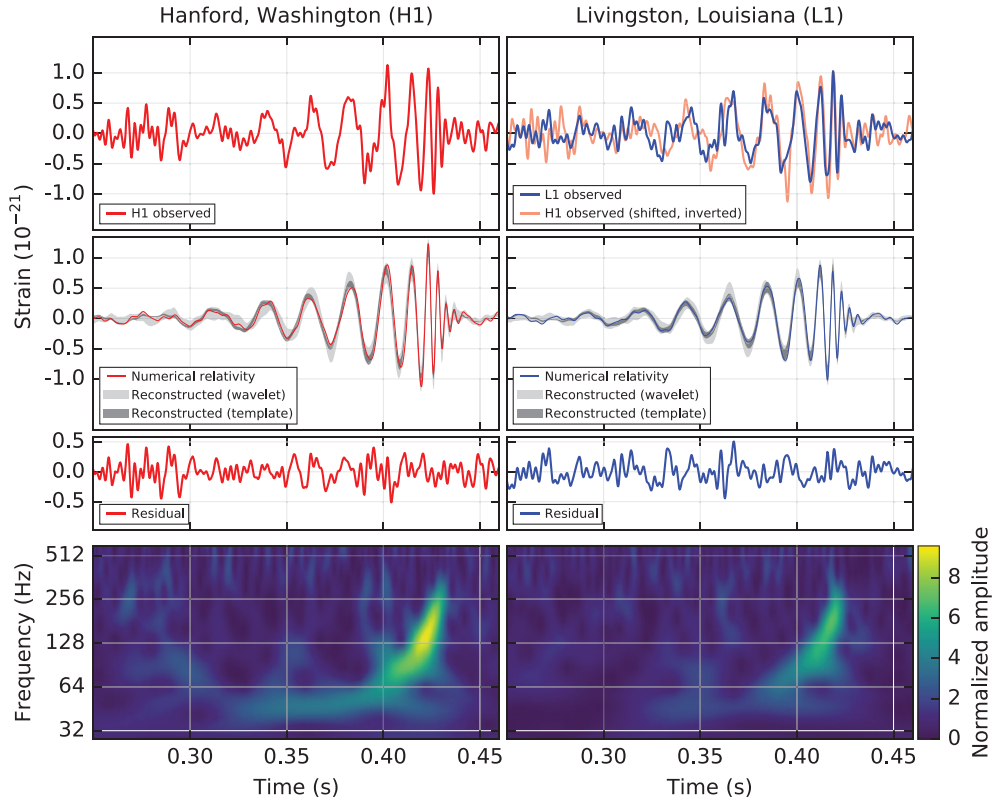 Hanford, Washington (H1)
Livingston, Louisiana (L1)
Strain (10⁻²¹)
1.0
0.5
0.0
-0.5
-1.0
H1 observed
L1 observed
H1 observed (shifted, inverted)
1.0
0.5
0.0
-0.5
-1.0
Numerical relativity
Reconstructed (wavelet)
Reconstructed (template)
Numerical relativity
Reconstructed (wavelet)
Reconstructed (template)
0.5
0.0
-0.5
Residual
Residual
Frequency (Hz)
512
256
128
64
32
Normalized amplitude
8
6
4
2
0
0.30 0.35 0.40 0.45
0.30 0.35 0.40 0.45
Time (s)
Time (s)